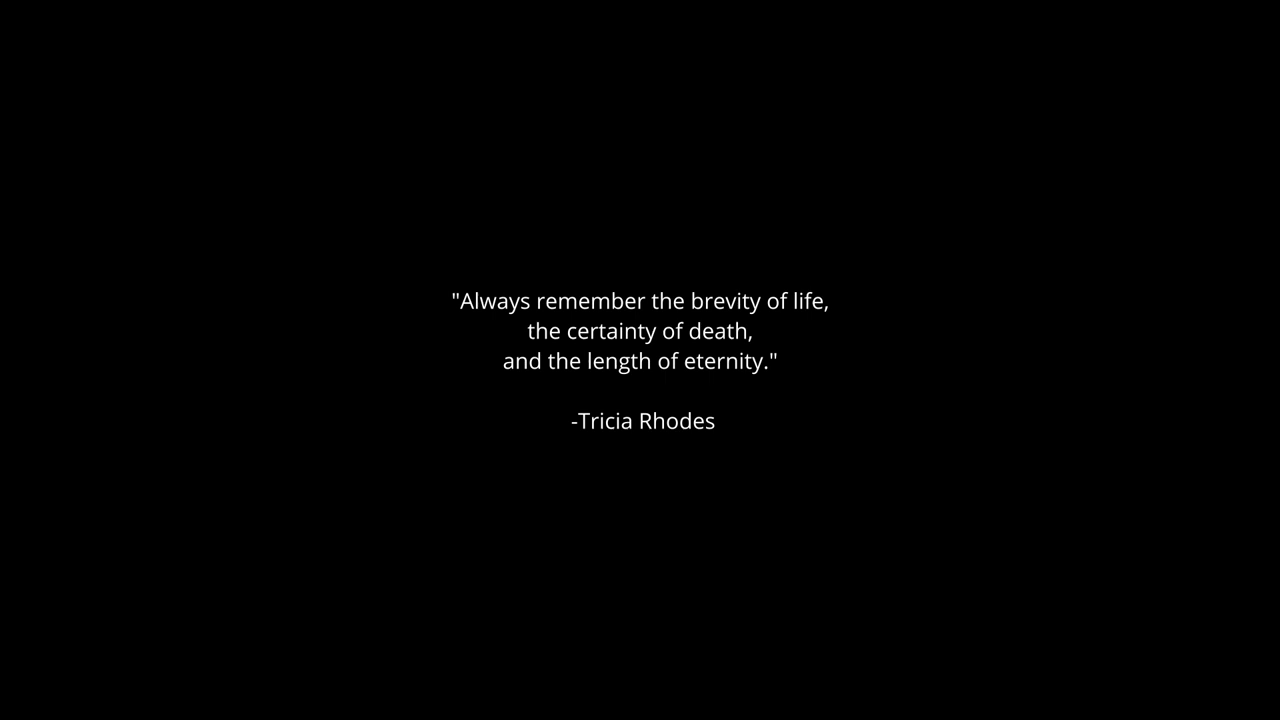 "Always remember the brevity of life,
the certainty of death,
and the length of eternity."
-Tricia Rhodes